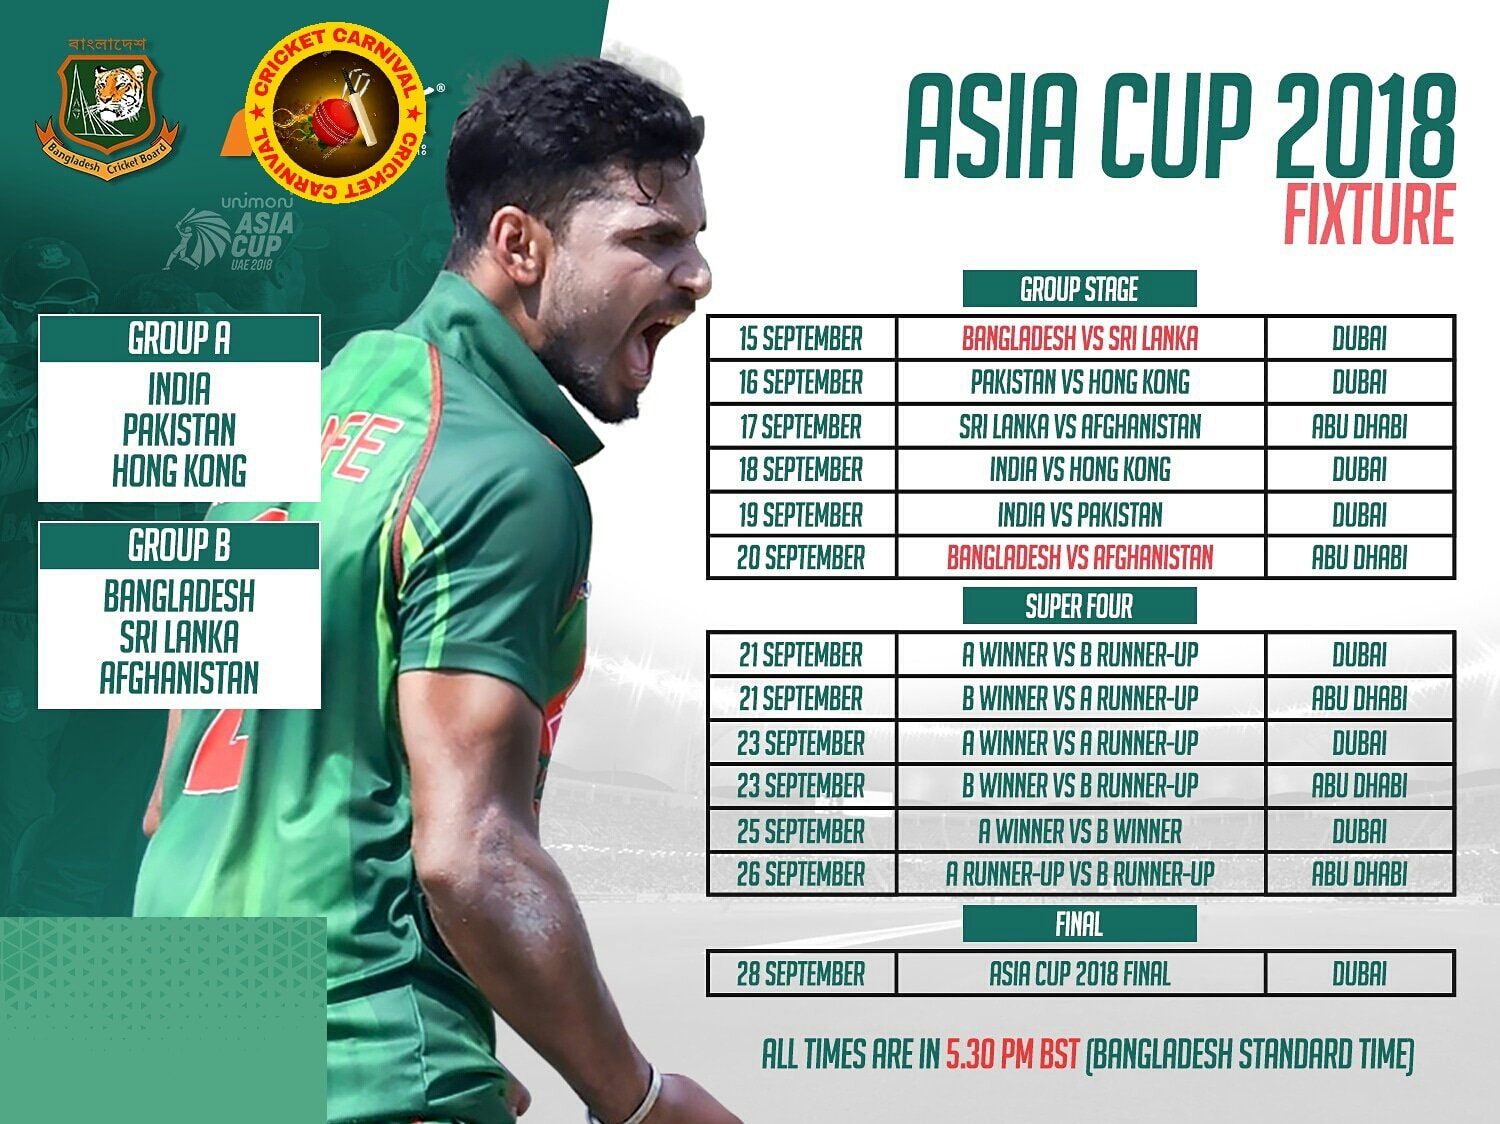 বাংলাদেশ
Bangladesh Cricket Board
CRICKET CARNIVAL
CRICKET CARNIVAL
®
unimoni
ASIA
CUP
UAE 2018
ASIA CUP 2018
FIXTURE
GROUP A
INDIA
PAKISTAN
HONG KONG
GROUP B
BANGLADESH
SRI LANKA
AFGHANISTAN
GROUP STAGE
15 SEPTEMBER BANGLADESH VS SRI LANKA DUBAI
16 SEPTEMBER PAKISTAN VS HONG KONG DUBAI
17 SEPTEMBER SRI LANKA VS AFGHANISTAN ABU DHABI
18 SEPTEMBER INDIA VS HONG KONG DUBAI
19 SEPTEMBER INDIA VS PAKISTAN DUBAI
20 SEPTEMBER BANGLADESH VS AFGHANISTAN ABU DHABI
SUPER FOUR
21 SEPTEMBER A WINNER VS B RUNNER-UP DUBAI
21 SEPTEMBER B WINNER VS A RUNNER-UP ABU DHABI
23 SEPTEMBER A WINNER VS A RUNNER-UP DUBAI
23 SEPTEMBER B WINNER VS B RUNNER-UP ABU DHABI
25 SEPTEMBER A WINNER VS B WINNER DUBAI
26 SEPTEMBER A RUNNER-UP VS B RUNNER-UP ABU DHABI
FINAL
28 SEPTEMBER ASIA CUP 2018 FINAL DUBAI
ALL TIMES ARE IN 5.30 PM BST (BANGLADESH STANDARD TIME)